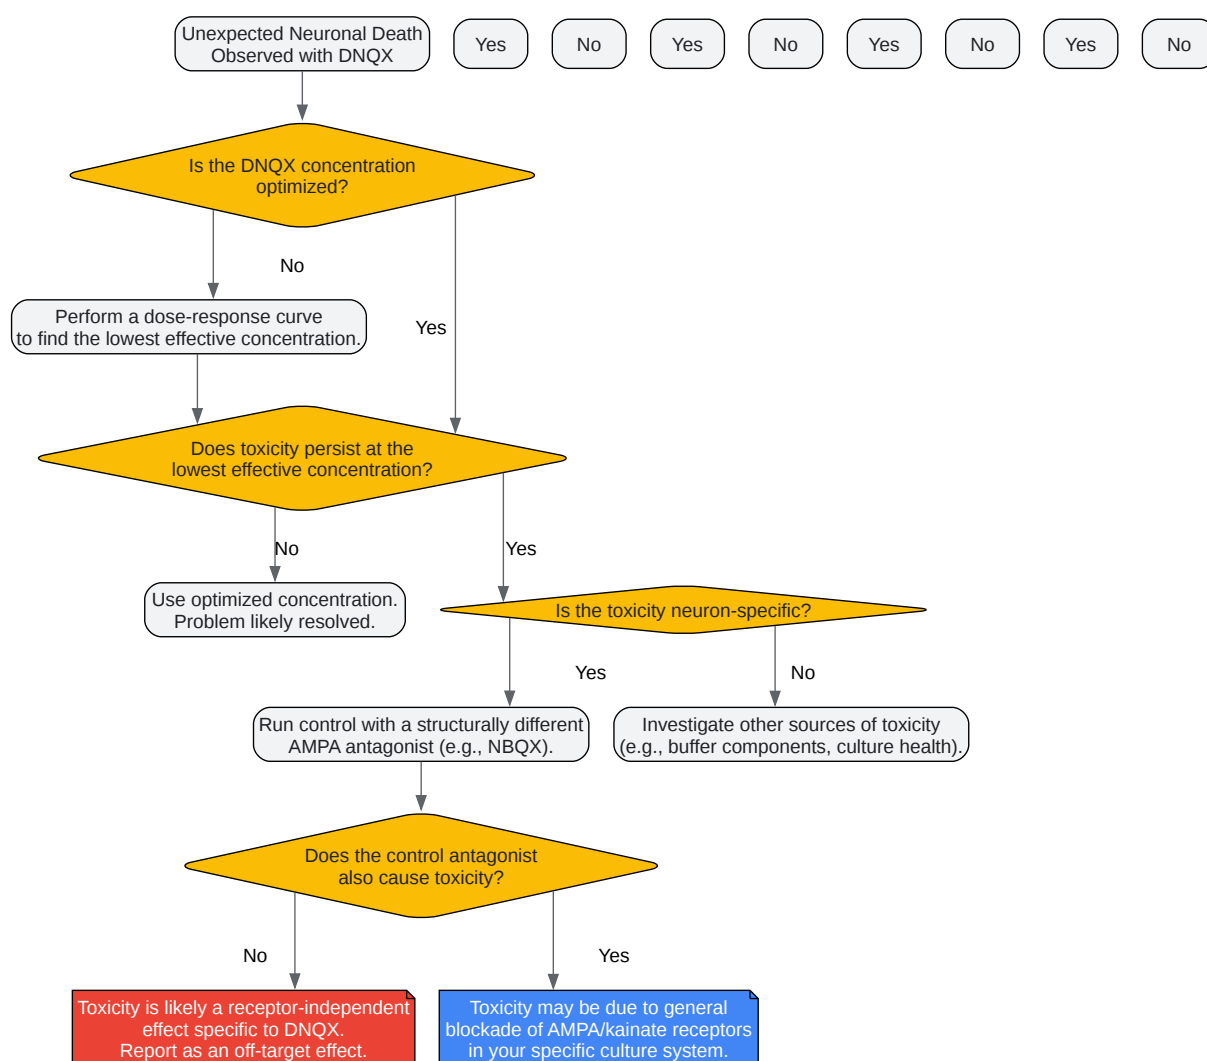 Unexpected Neuronal Death
Observed with DNQX
Yes
No
Yes
No
Yes
No
Yes
No
Is the DNQX concentration
optimized?
No
Yes
Perform a dose-response curve
to find the lowest effective concentration.
Does toxicity persist at the
lowest effective concentration?
No
Yes
Use optimized concentration.
Problem likely resolved.
Is the toxicity neuron-specific?
Yes
No
Run control with a structurally different
AMPA antagonist (e.g., NBQX).
Investigate other sources of toxicity
(e.g., buffer components, culture health).
Does the control antagonist
also cause toxicity?
No
Yes
Toxicity is likely a receptor-independent
effect specific to DNQX.
Report as an off-target effect.
Toxicity may be due to general
blockade of AMPA/kainate receptors
in your specific culture system.